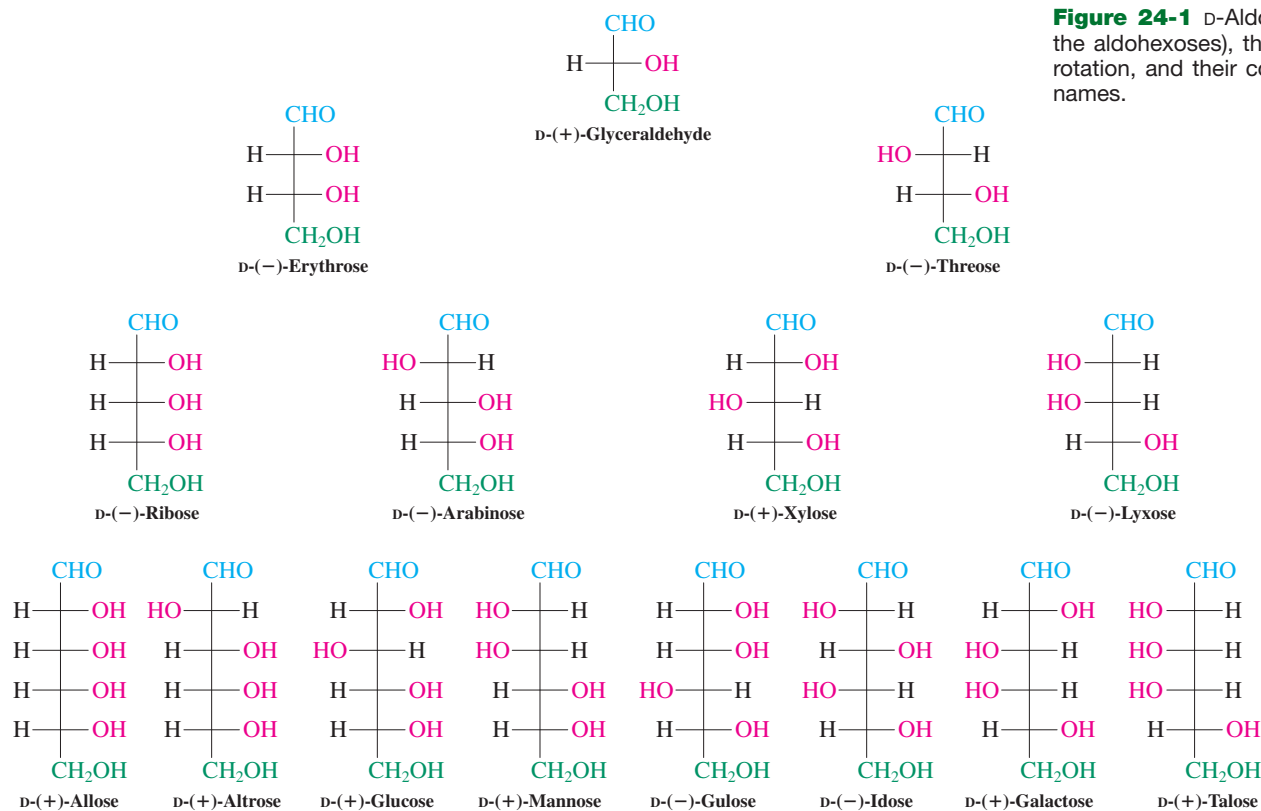 Figure 24-1 D-Aldo
the aldohexoses), th
rotation, and their co
names.
CHO
H OH
CH₂OH
D-(+)-Glyceraldehyde
CHO
H OH
H OH
CH₂OH
D-(−)-Erythrose
CHO
HO H
H OH
CH₂OH
D-(−)-Threose
CHO
H OH
H OH
H OH
CH₂OH
D-(−)-Ribose
CHO
HO H
H OH
H OH
CH₂OH
D-(−)-Arabinose
CHO
H OH
HO H
H OH
CH₂OH
D-(+)-Xylose
CHO
HO H
HO H
H OH
CH₂OH
D-(−)-Lyxose
CHO
H OH
H OH
H OH
H OH
CH₂OH
D-(+)-Allose
CHO
HO H
H OH
H OH
H OH
CH₂OH
D-(+)-Altrose
CHO
H OH
HO H
H OH
H OH
CH₂OH
D-(+)-Glucose
CHO
HO H
HO H
H OH
H OH
CH₂OH
D-(+)-Mannose
CHO
H OH
H OH
HO H
H OH
CH₂OH
D-(−)-Gulose
CHO
HO H
H OH
HO H
H OH
CH₂OH
D-(−)-Idose
CHO
H OH
HO H
HO H
H OH
CH₂OH
D-(+)-Galactose
CHO
HO H
HO H
HO H
H OH
CH₂OH
D-(+)-Talose